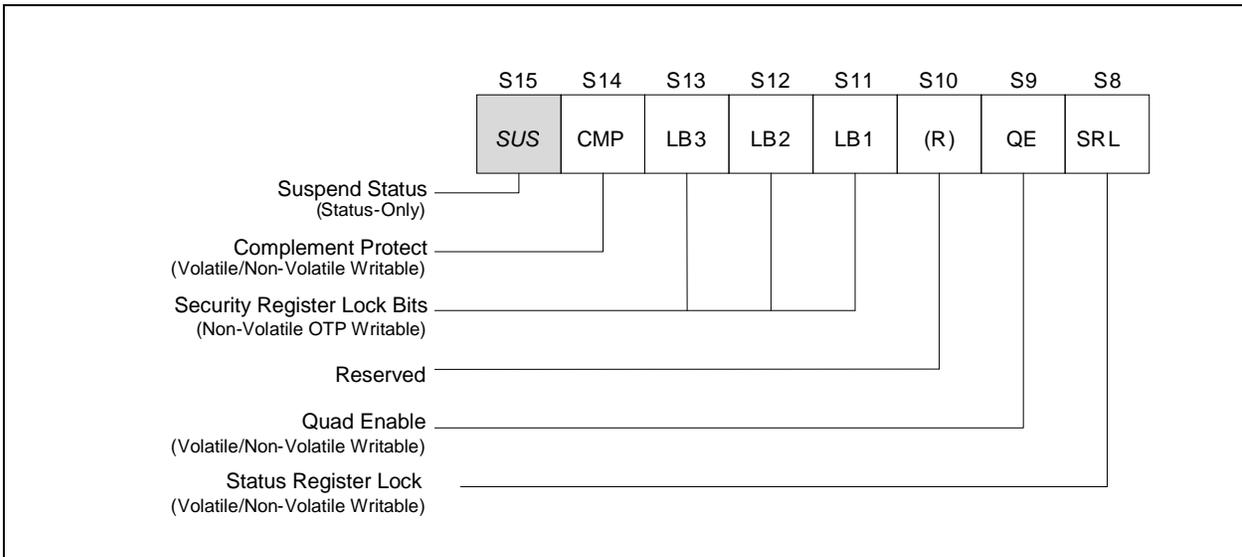 S15 S14 S13 S12 S11 S10 S9 S8
SUS CMP LB3 LB2 LB1 (R) QE SRL
Suspend Status
(Status-Only)
Complement Protect
(Volatile/Non-Volatile Writable)
Security Register Lock Bits
(Non-Volatile OTP Writable)
Reserved
Quad Enable
(Volatile/Non-Volatile Writable)
Status Register Lock
(Volatile/Non-Volatile Writable)